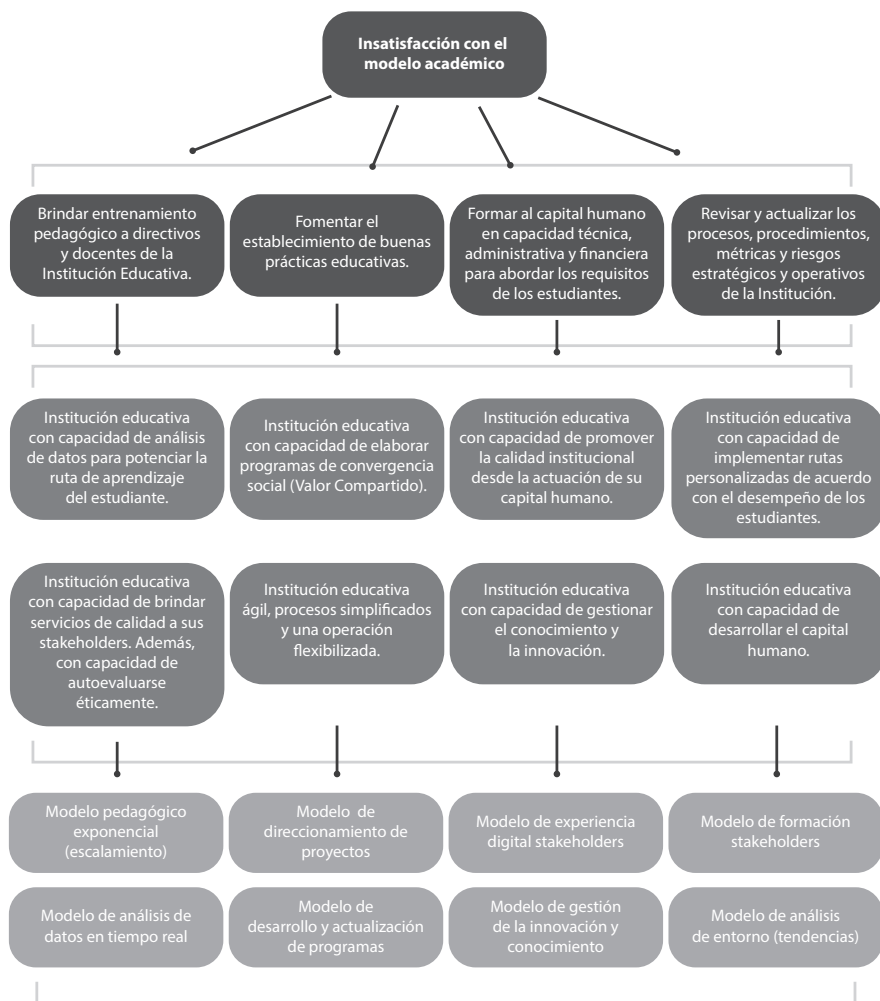 Insatisfacción con el
modelo académico
Brindar entrenamiento
pedagógico a directivos
y docentes de la
Institución Educativa.
Fomentar el
establecimiento de buenas
prácticas educativas.
Formar al capital humano
en capacidad técnica,
administrativa y financiera
para abordar los requisitos
de los estudiantes.
Revisar y actualizar los
procesos, procedimientos,
métricas y riesgos
estratégicos y operativos
de la Institución.
Institución educativa
con capacidad de análisis
de datos para potenciar la
ruta de aprendizaje
del estudiante.
Institución educativa
con capacidad de elaborar
programas de convergencia
social (Valor Compartido).
Institución educativa
con capacidad de promover
la calidad institucional
desde la actuación de su
capital humano.
Institución educativa
con capacidad de
implementar rutas
personalizadas de acuerdo
con el desempeño de los
estudiantes.
Institución educativa
con capacidad de brindar
servicios de calidad a sus
stakeholders. Además,
con capacidad de
autoevaluarse
éticamente.
Institución educativa
ágil, procesos simplificados
y una operación
flexibilizada.
Institución educativa
con capacidad de gestionar
el conocimiento y
la innovación.
Institución educativa
con capacidad de
desarrollar el capital
humano.
Modelo pedagógico
exponencial
(escalamiento)
Modelo de
direccionamiento de
proyectos
Modelo de experiencia
digital stakeholders
Modelo de formación
stakeholders
Modelo de análisis de
datos en tiempo real
Modelo de
desarrollo y actualización
de programas
Modelo de gestión
de la innovación y
conocimiento
Modelo de análisis
de entorno (tendencias)